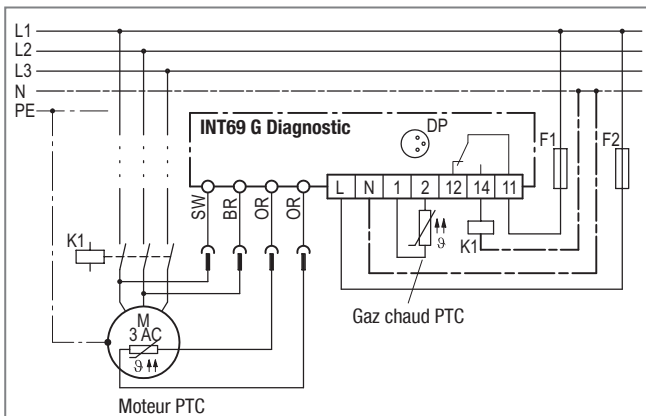 L1
L2
L3
N
PE
INT69 G Diagnostic
DP
F1
F2
L N 1 2 12 14 11
SW
BR
OR
OR
K1
ϑ
K1
Gaz chaud PTC
M
3 AC
ϑ
Moteur PTC